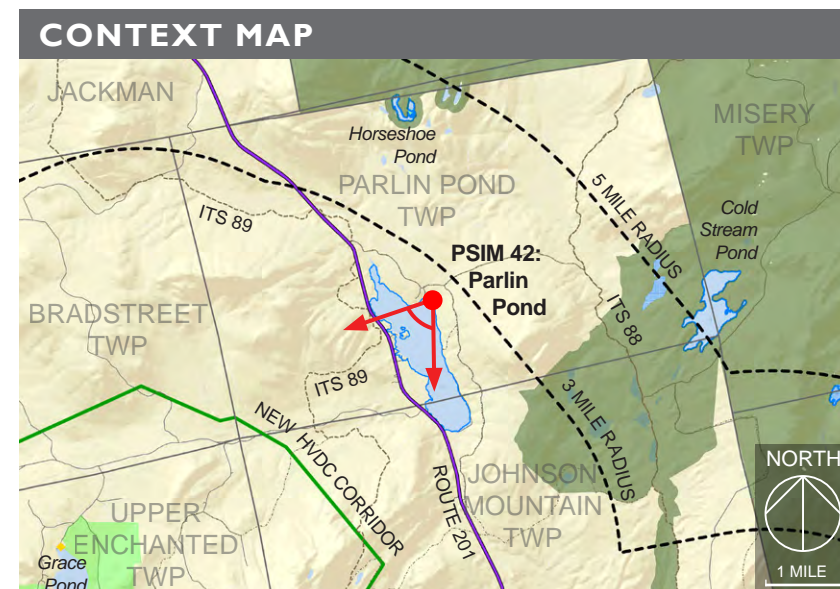 CONTEXT MAP
JACKMAN
MISERY
TWP
Horseshoe
Pond
PARLIN POND
TWP
5 MILE RADIUS
Cold
Stream
Pond
ITS 89
PSIM 42:
Parlin
Pond
BRADSTREET
TWP
ITS 88
ITS 89
3 MILE RADIUS
NEW HVDC CORRIDOR
ROUTE 201
JOHNSON
MOUNTAIN
TWP
NORTH
UPPER
ENCHANTED
TWP
Grace
Pond
1 MILE